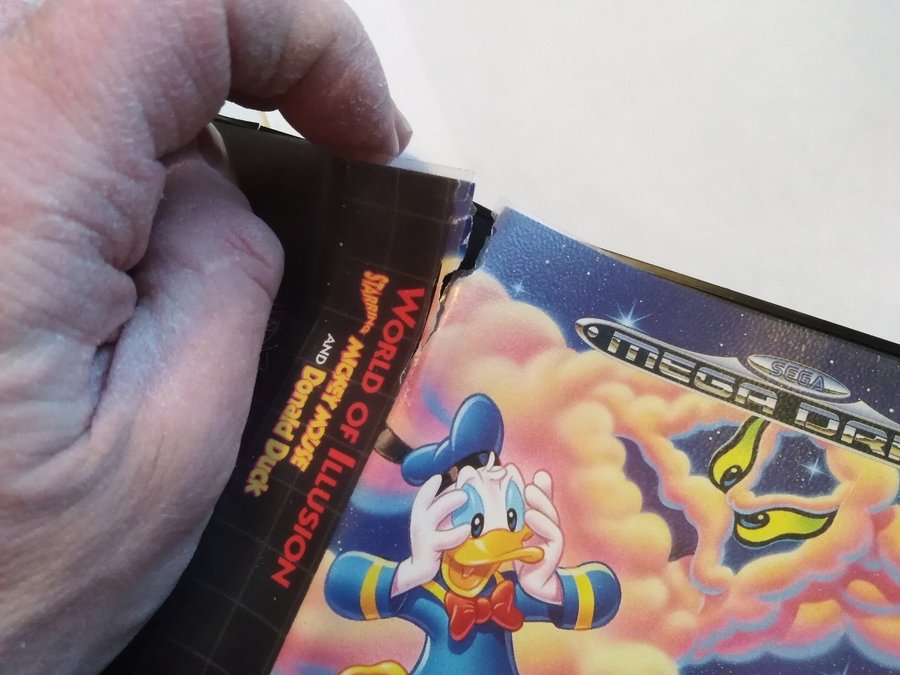 WORLD OF ILLUSION
STARRING MICKEY MOUSE
AND
DONALD DUCK
SEGA
MEGA DRI